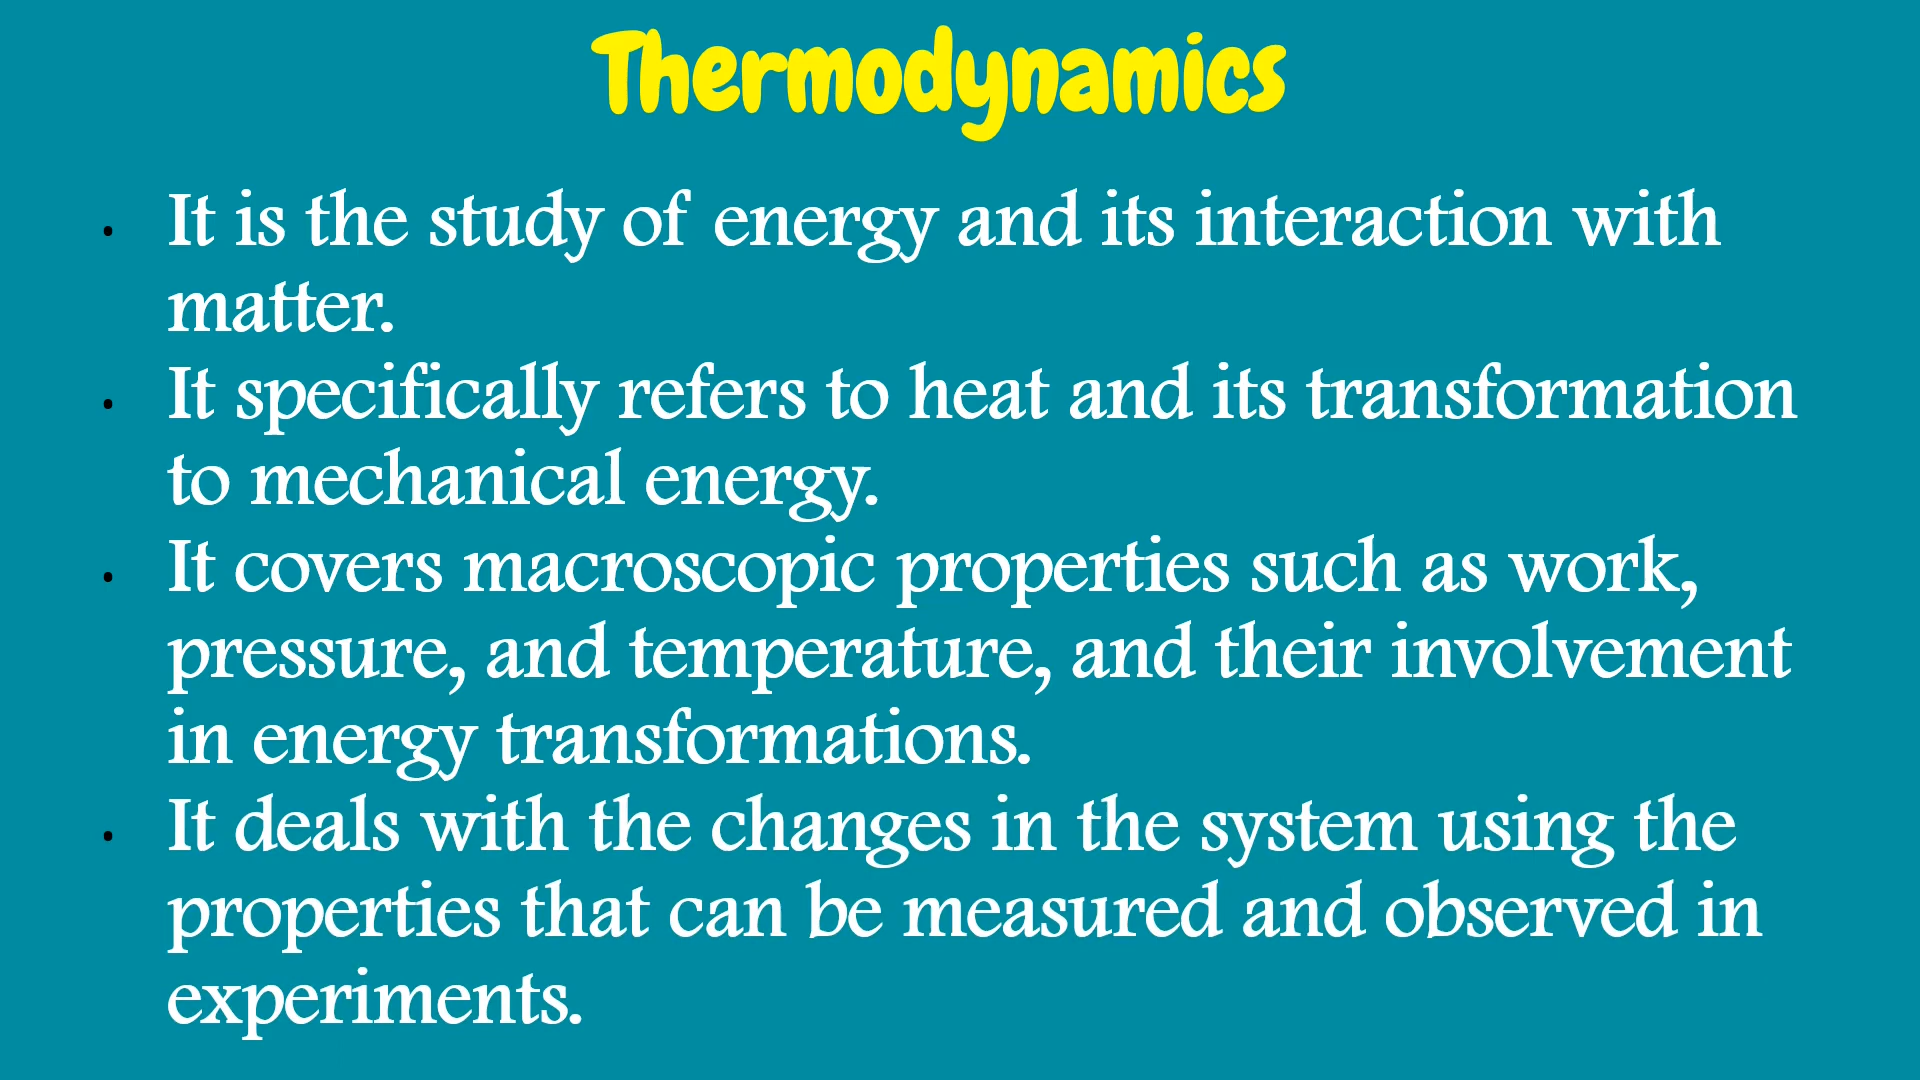 Thermodynamics
• It is the study of energy and its interaction with
matter.
• It specifically refers to heat and its transformation
to mechanical energy.
• It covers macroscopic properties such as work,
pressure, and temperature, and their involvement
in energy transformations.
• It deals with the changes in the system using the
properties that can be measured and observed in
experiments.